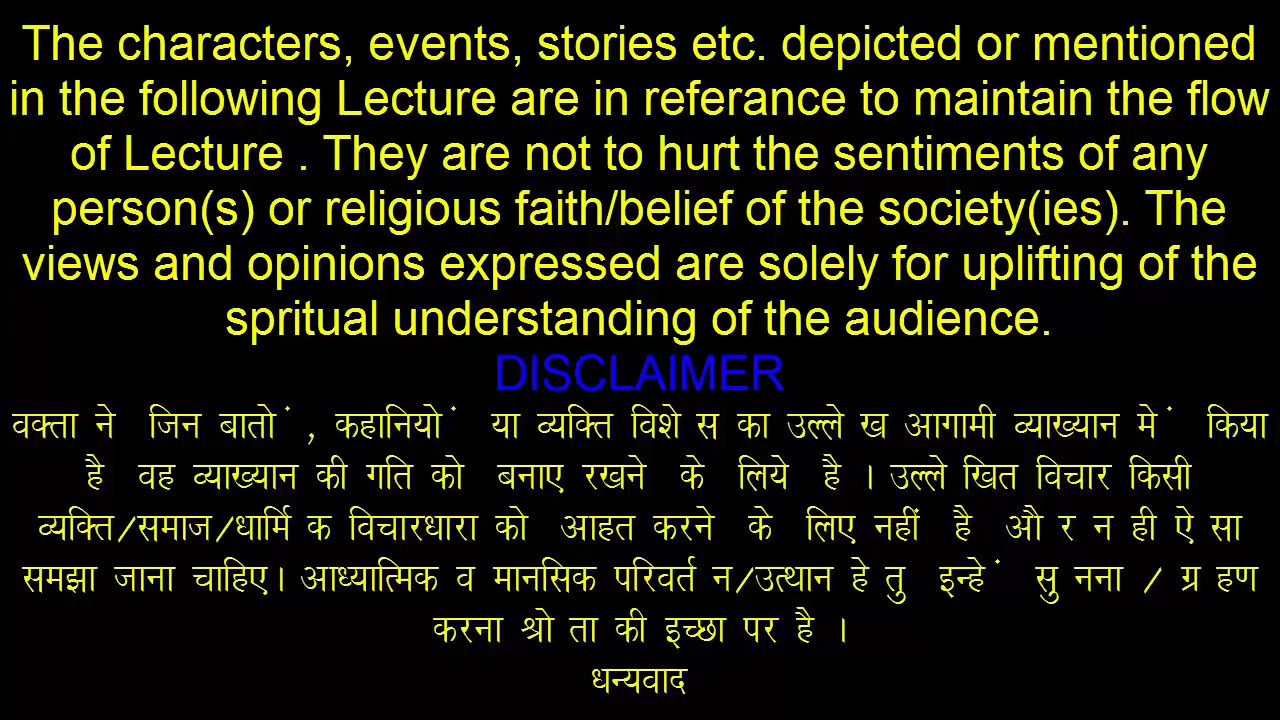 The characters, events, stories etc. depicted or mentioned
in the following Lecture are in referance to maintain the flow
of Lecture . They are not to hurt the sentiments of any
person(s) or religious faith/belief of the society(ies). The
views and opinions expressed are solely for uplifting of the
spritual understanding of the audience.
DISCLAIMER
वक्ता ने जिन बातों , कहानियों या व्यक्ति विशे स का उल्ले ख आगामी व्याख्यान में किया
है वह व्याख्यान की गति को बनाए रखने के लिये है । उल्ले खित विचार किसी
व्यक्ति/समाज/धार्मि क विचारधारा को आहत करने के लिए नहीं है औ र न ही ऐ सा
समझा जाना चाहिए। आध्यात्मिक व मानसिक परिवर्त न/उत्थान हे तु इन्हें सु नना / ग्र हण
करना श्रो ता की इच्छा पर है ।
धन्यवाद